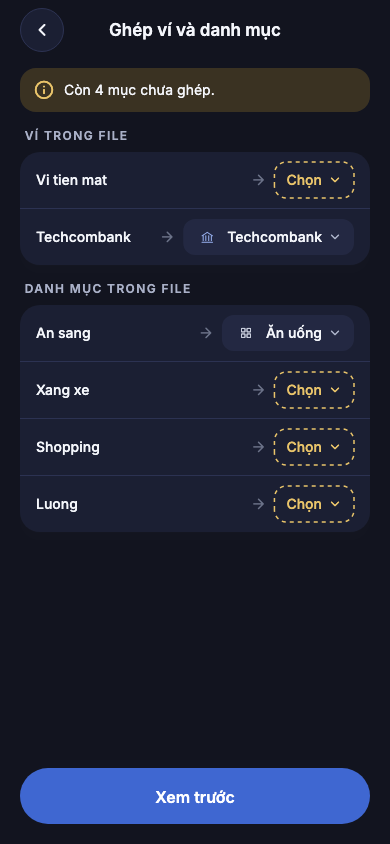 Ghép ví và danh mục
Còn 4 mục chưa ghép.
VÍ TRONG FILE
Vi tien mat → Chọn
Techcombank → Techcombank
DANH MỤC TRONG FILE
An sang → Ăn uống
Xang xe → Chọn
Shopping → Chọn
Luong → Chọn
Xem trước